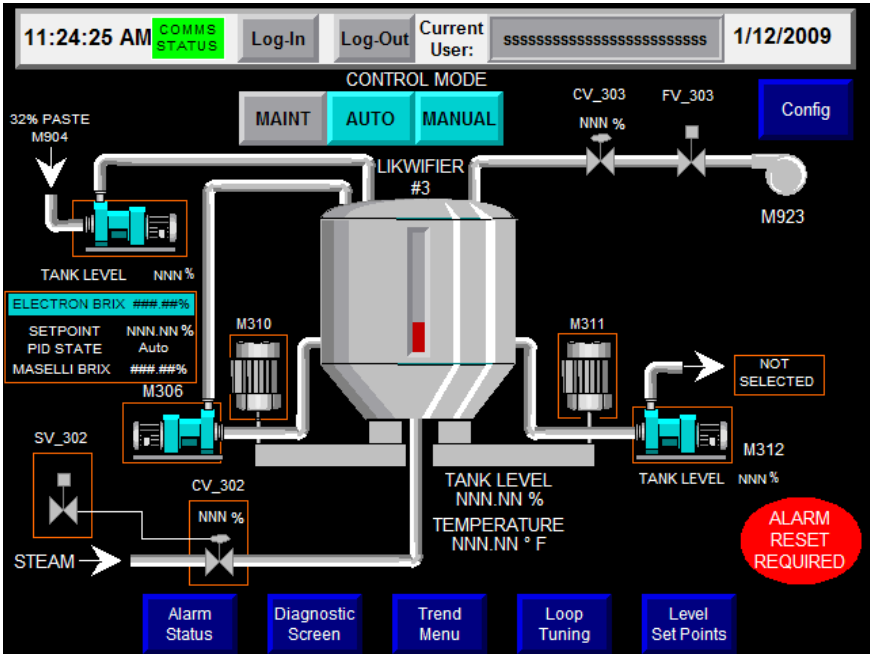 11:24:25 AM
COMMS
STATUS
Log-In
Log-Out
Current
User:
ssssssssssssssssssssssssss
1/12/2009
CONTROL MODE
MAINT
AUTO
MANUAL
CV_303
FV_303
NNN %
Config
32% PASTE
M904
LIKWIFIER
#3
M923
TANK LEVEL NNN %
ELECTRON BRIX ###.##%
SETPOINT NNN.NN %
PID STATE Auto
MASELLI BRIX ###.##%
M310
M311
M306
NOT
SELECTED
M312
SV_302
CV_302
NNN %
TANK LEVEL
NNN.NN %
TANK LEVEL NNN %
TEMPERATURE
NNN.NN ° F
ALARM
RESET
REQUIRED
STEAM
Alarm
Status
Diagnostic
Screen
Trend
Menu
Loop
Tuning
Level
Set Points